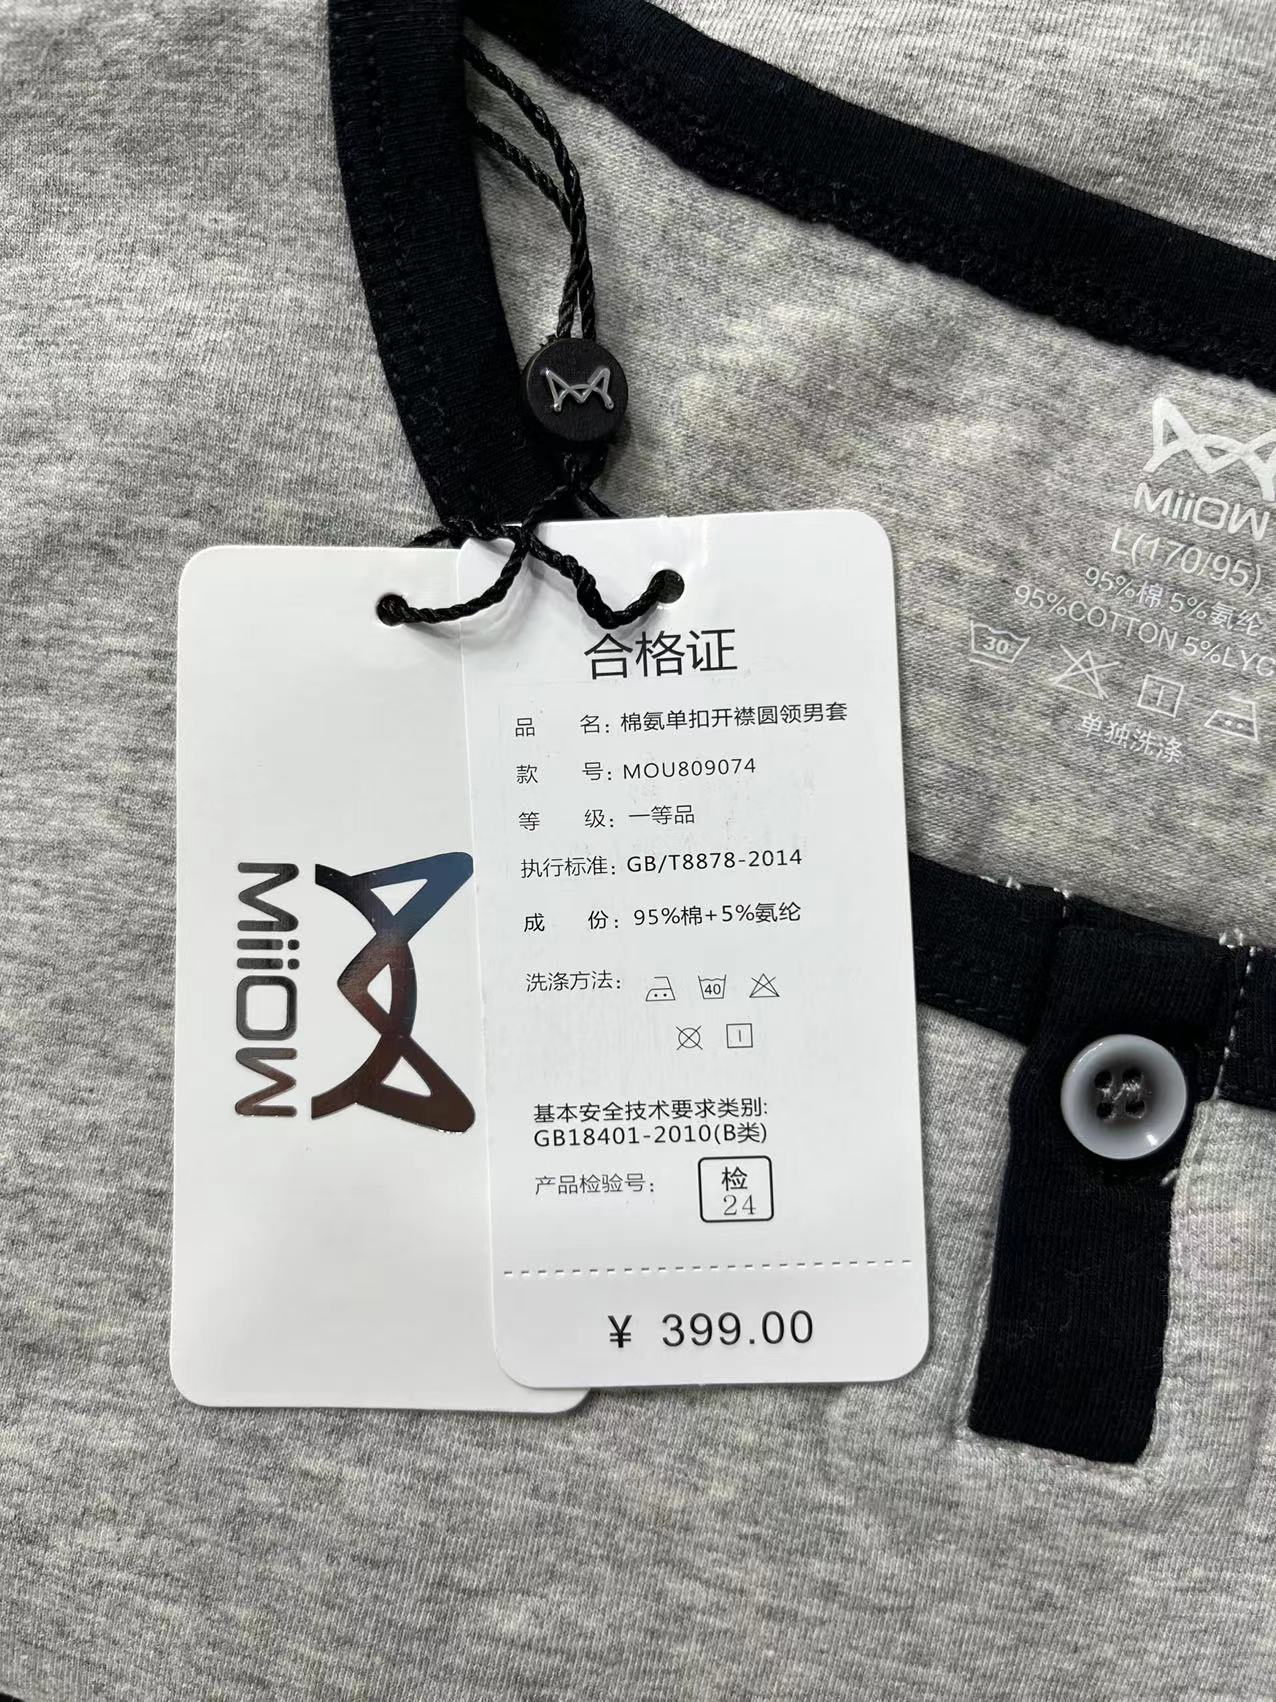 MiiOW
L(170/95)
95%棉 5%氨纶
95%COTTON 5%LYC
30
单独洗涤
MiiOW
合格证
品 名: 棉氨单扣开襟圆领男套
款 号: MOU809074
等 级: 一等品
执行标准: GB/T8878-2014
成 份: 95%棉+5%氨纶
洗涤方法:
40
基本安全技术要求类别:
GB18401-2010(B类)
产品检验号:
检
24
¥ 399.00